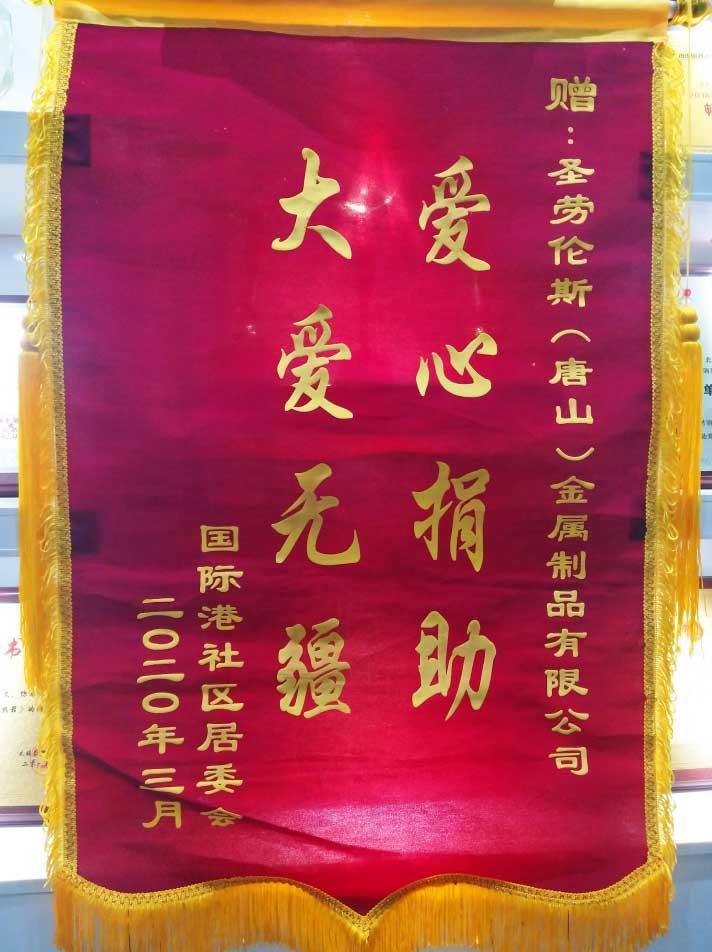 赠:圣劳伦斯(唐山)金属制品有限公司
爱心捐助
大爱无疆
国际港社区居委会
二〇二〇年三月